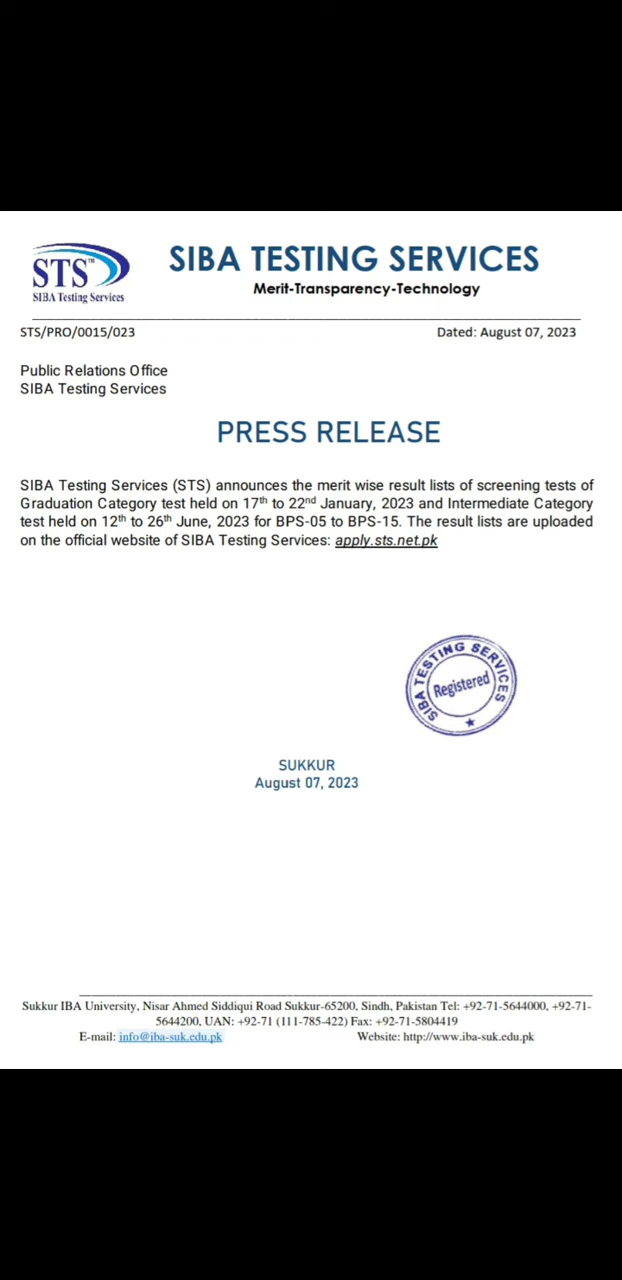 STS™
SIBA Testing Services
SIBA TESTING SERVICES
Merit-Transparency-Technology
STS/PRO/0015/023 Dated: August 07, 2023
Public Relations Office
SIBA Testing Services
PRESS RELEASE
SIBA Testing Services (STS) announces the merit wise result lists of screening tests of
Graduation Category test held on 17th to 22nd January, 2023 and Intermediate Category
test held on 12th to 26th June, 2023 for BPS-05 to BPS-15. The result lists are uploaded
on the official website of SIBA Testing Services: apply.sts.net.pk
SIBA TESTING SERVICES
Registered
SUKKUR
August 07, 2023
Sukkur IBA University, Nisar Ahmed Siddiqui Road Sukkur-65200, Sindh, Pakistan Tel: +92-71-5644000, +92-71-
5644200, UAN: +92-71 (111-785-422) Fax: +92-71-5804419
E-mail: info@iba-suk.edu.pk Website: http://www.iba-suk.edu.pk